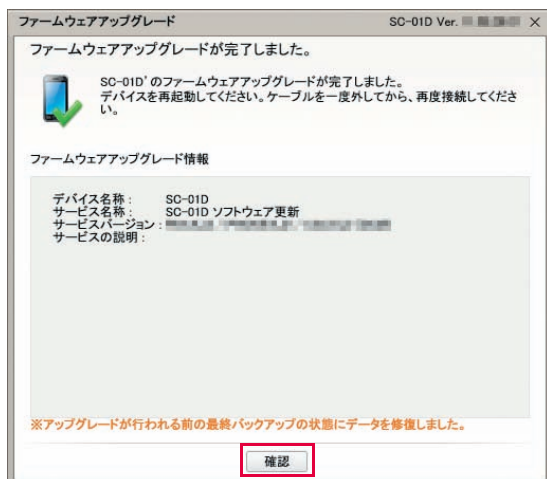 ファームウェアアップグレード
SC-01D Ver.
ファームウェアアップグレードが完了しました。
SC-01D'のファームウェアアップグレードが完了しました。
デバイスを再起動してください。ケーブルを一度外してから、再度接続してくださ
い。
ファームウェアアップグレード情報
デバイス名称 : SC-01D
サービス名称 : SC-01D ソフトウェア更新
サービスバージョン :
サービスの説明 :
※アップグレードが行われる前の最終バックアップの状態にデータを修復しました。
確認